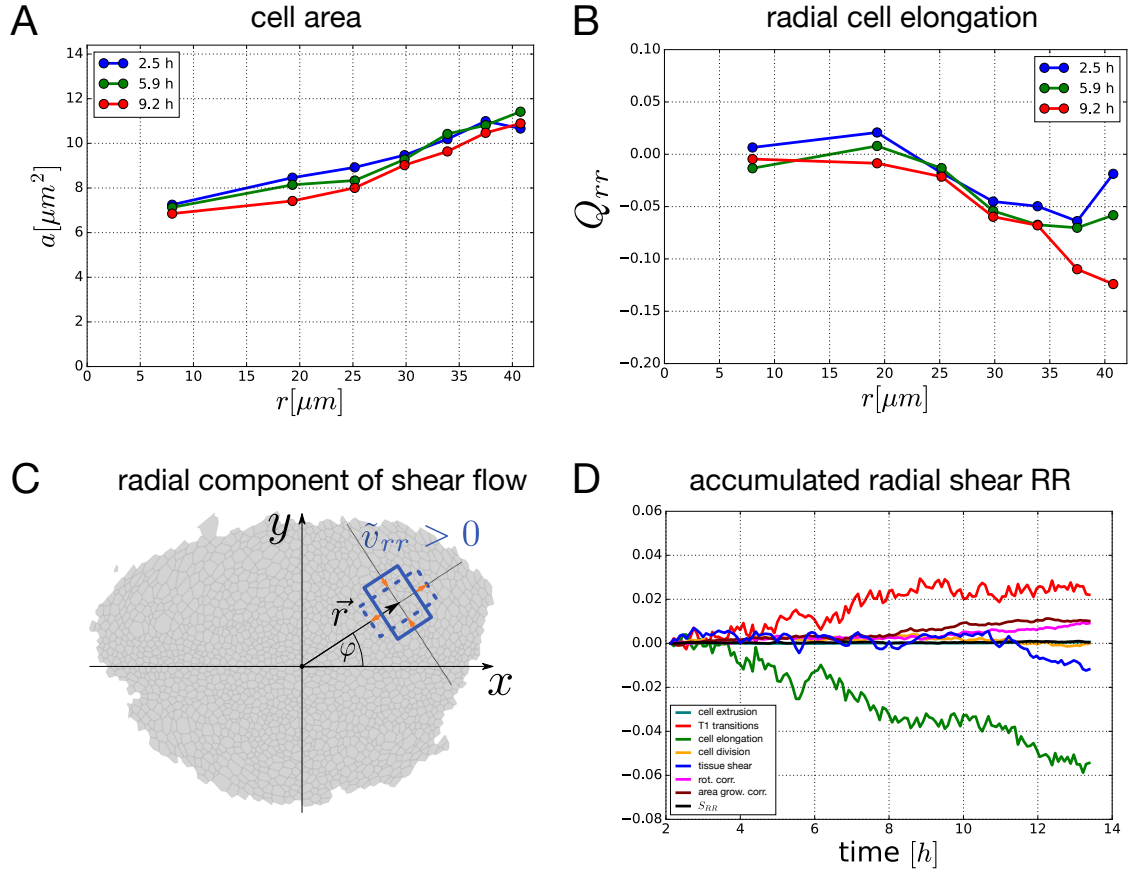 A
cell area
14
12
10
8
6
4
2
0
a[μm²]
2.5 h
5.9 h
9.2 h
0 5 10 15 20 25 30 35 40
r[μm]
B
radial cell elongation
0.10
0.05
0.00
−0.05
−0.10
−0.15
−0.20
Q_rr
2.5 h
5.9 h
9.2 h
0 5 10 15 20 25 30 35 40
r[μm]
C
radial component of shear flow
y
ṽ_rr > 0
r⃗
φ
x
D
accumulated radial shear RR
0.06
0.04
0.02
0.00
−0.02
−0.04
−0.06
−0.08
cell extrusion
T1 transitions
cell elongation
cell division
tissue shear
rot. corr.
area grow. corr.
S_RR
2 4 6 8 10 12 14
time [h]